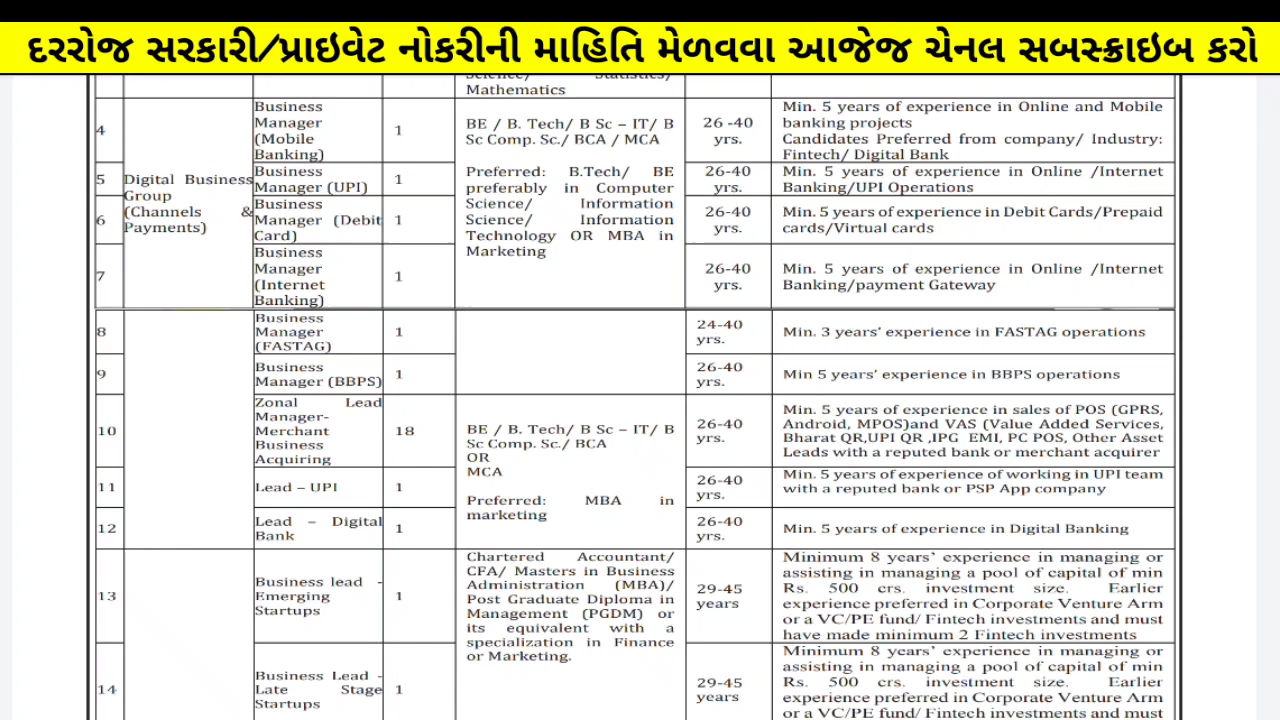 દરરોજ સરકારી/પ્રાઇવેટ નોકરીની માહિતિ મેળવવા આજેજ ચેનલ સબસ્ક્રાઇબ કરો
Science/ Statistics/
Mathematics
4
Digital Business
Group
(Channels &
Payments)
Business
Manager
(Mobile
Banking)
1
BE / B. Tech/ B Sc – IT/ B
Sc Comp. Sc./ BCA / MCA
Preferred: B.Tech/ BE
preferably in Computer
Science/ Information
Science/ Information
Technology OR MBA in
Marketing
26 -40
yrs.
Min. 5 years of experience in Online and Mobile
banking projects
Candidates Preferred from company/ Industry:
Fintech/ Digital Bank
5
Business
Manager (UPI)
1
26-40
yrs.
Min. 5 years of experience in Online /Internet
Banking/UPI Operations
6
Business
Manager (Debit
Card)
1
26-40
yrs.
Min. 5 years of experience in Debit Cards/Prepaid
cards/Virtual cards
7
Business
Manager
(Internet
Banking)
1
26-40
yrs.
Min. 5 years of experience in Online /Internet
Banking/payment Gateway
8
Business
Manager
(FASTAG)
1
24-40
yrs.
Min. 3 years' experience in FASTAG operations
9
Business
Manager (BBPS)
1
26-40
yrs.
Min 5 years' experience in BBPS operations
10
Zonal Lead
Manager-
Merchant
Business
Acquiring
18
BE / B. Tech/ B Sc – IT/ B
Sc Comp. Sc./ BCA
OR
MCA
Preferred: MBA in
marketing
26-40
yrs.
Min. 5 years of experience in sales of POS (GPRS,
Android, MPOS)and VAS (Value Added Services,
Bharat QR,UPI QR ,IPG EMI, PC POS, Other Asset
Leads with a reputed bank or merchant acquirer
11
Lead – UPI
1
26-40
yrs.
Min. 5 years of experience of working in UPI team
with a reputed bank or PSP App company
12
Lead – Digital
Bank
1
26-40
yrs.
Min. 5 years of experience in Digital Banking
13
Business lead -
Emerging
Startups
1
Chartered Accountant/
CFA/ Masters in Business
Administration (MBA)/
Post Graduate Diploma in
Management (PGDM) or
its equivalent with a
specialization in Finance
or Marketing.
29-45
years
Minimum 8 years' experience in managing or
assisting in managing a pool of capital of min
Rs. 500 crs. investment size. Earlier
experience preferred in Corporate Venture Arm
or a VC/PE fund/ Fintech investments and must
have made minimum 2 Fintech investments
14
Business Lead -
Late Stage
Startups
1
29-45
years
Minimum 8 years' experience in managing or
assisting in managing a pool of capital of min
Rs. 500 crs. investment size. Earlier
experience preferred in Corporate Venture Arm
or a VC/PE fund/ Fintech investments and must